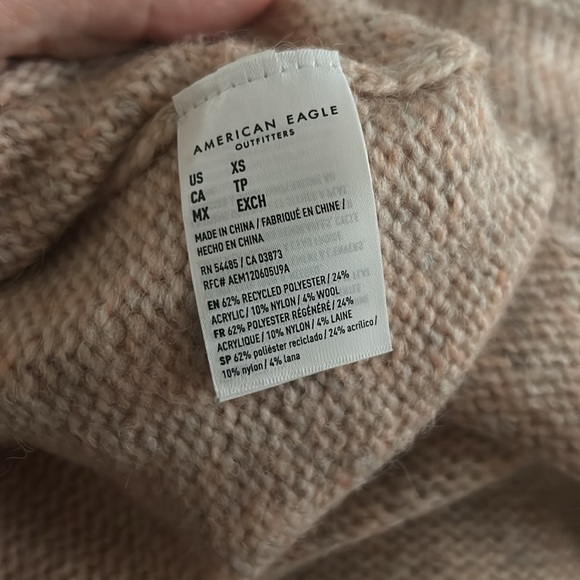 AMERICAN EAGLE
OUTFITTERS
US XS
CA TP
MX EXCH
MADE IN CHINA / FABRIQUÉ EN CHINE /
HECHO EN CHINA
RN 54485 / CA 03873
RFC# AEM120605U9A
EN 62% RECYCLED POLYESTER / 24%
ACRYLIC / 10% NYLON / 4% WOOL
FR 62% POLYESTER RÉGÉNÉRÉ / 24%
ACRYLIQUE / 10% NYLON / 4% LAINE
SP 62% poliéster reciclado / 24% acrílico /
10% nylon / 4% lana